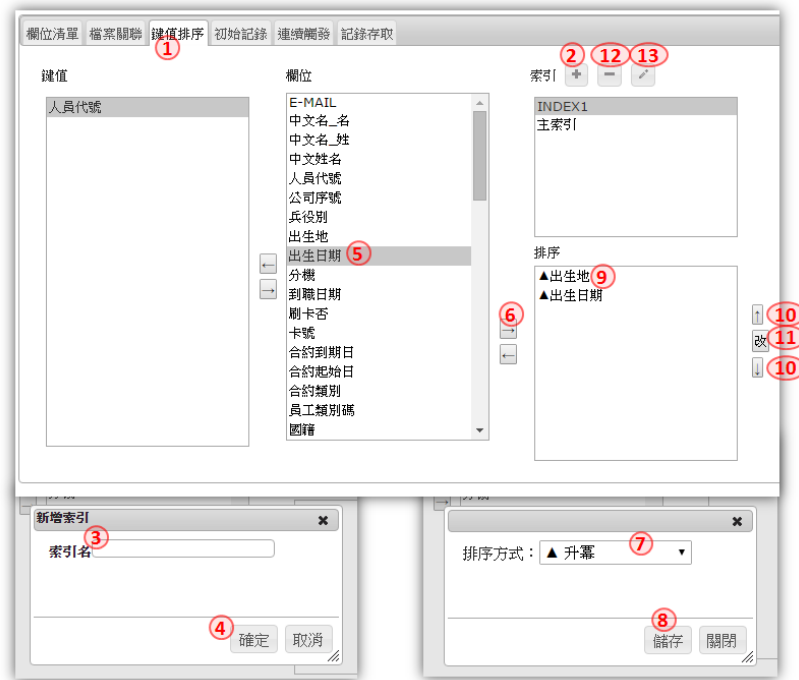 欄位清單 檔案關聯 鍵值排序 初始記錄 連續觸發 記錄存取
1
鍵值
人員代號
欄位
E-MAIL
中文名_名
中文名_姓
中文姓名
人員代號
公司序號
兵役別
出生地
出生日期 5
分機
到職日期
刷卡否
卡號
合約到期日
合約起始日
合約類別
員工類別碼
國籍
←
→
6
→
←
2 12 13
索引 + −
INDEX1
主索引
排序
▲出生地 9
▲出生日期
↑ 10
改 11
↓ 10
新增索引 ×
3
索引名
4
確定 取消
×
排序方式：▲ 升冪 7
8
儲存 關閉